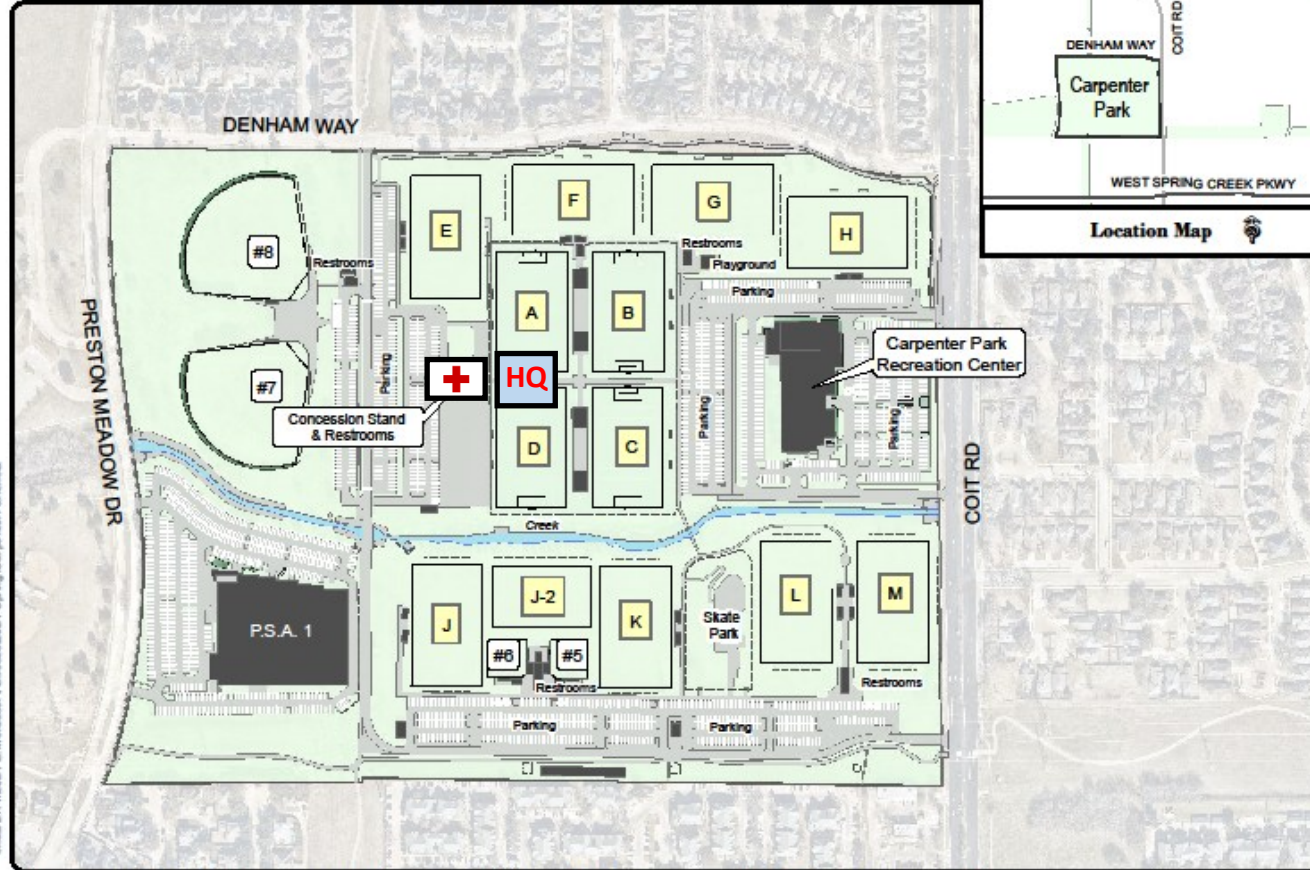 DENHAM WAY
COIT RD
Carpenter
Park
WEST SPRING CREEK PKWY
Location Map
DENHAM WAY
E
F
G
H
#8
Restrooms
Restrooms
Playground
Parking
A
B
PRESTON MEADOW DR
Parking
HQ
#7
Concession Stand
& Restrooms
D
C
Parking
Carpenter Park
Recreation Center
Parking
COIT RD
Creek
J
J-2
K
Skate
Park
L
M
P.S.A. 1
#6
#5
Restrooms
Restrooms
Parking
Parking